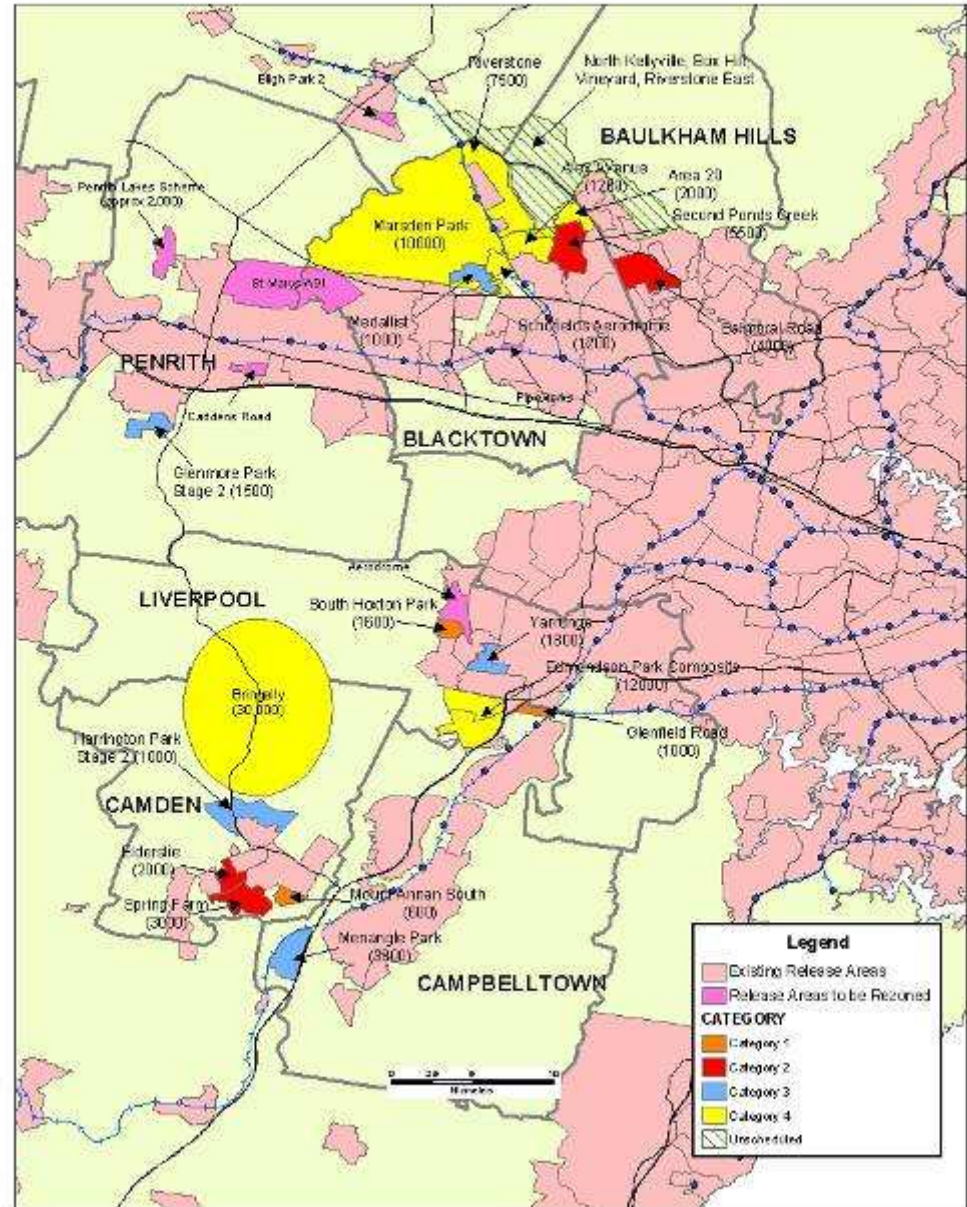 Bligh Park 2
Riverstone
(7500)
North Kellyville, Box Hill
Vineyard, Riverstone East
BAULKHAM HILLS
Alex Avenue
(1200)
Area 20
(2000)
Second Ponds Creek
(5500)
Penrith Lakes Scheme
(approx 2,000)
Marsden Park
(10000)
St Marys ADI
Medallist
(1000)
Schofields Aerodrome
(1200)
Balmoral Road
(4000)
PENRITH
Caddens Road
BLACKTOWN
Glenmore Park
Stage 2 (1500)
Aerodrome
LIVERPOOL
South Hoxton Park
(1600)
Yarrunga
(1800)
Edmondson Park Composite
(12000)
Bringelly
(30,000)
Glenfield Road
(1000)
Harrington Park
Stage 2 (1000)
CAMDEN
Elderslie
(2000)
Spring Farm
(3000)
Mount Annan South
(600)
Menangle Park
CAMPBELLTOWN
Kilometers
Legend
Existing Release Areas
Release Areas to be Rezoned
CATEGORY
Category 1
Category 2
Category 3
Category 4
Unscheduled